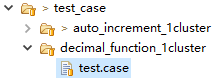 > test_case
> auto_increment_1cluster
decimal_function_1cluster
test.case